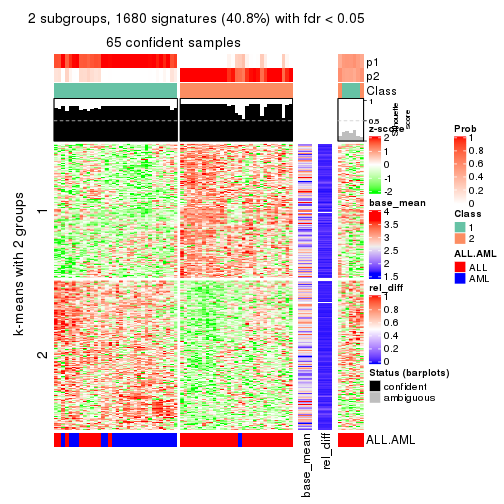 2 subgroups, 1680 signatures (40.8%) with fdr < 0.05
65 confident samples
p1
p2
Class
1
0.5
0
Silhouette
score
k-means with 2 groups
1
2
ALL.AML
base_mean
rel_diff
z-score
2
1
0
-1
-2
base_mean
4
3.5
3
2.5
2
1.5
rel_diff
1
0.8
0.6
0.4
0.2
0
Status (barplots)
confident
ambiguous
Prob
1
0.8
0.6
0.4
0.2
0
Class
1
2
ALL.AML
ALL
AML